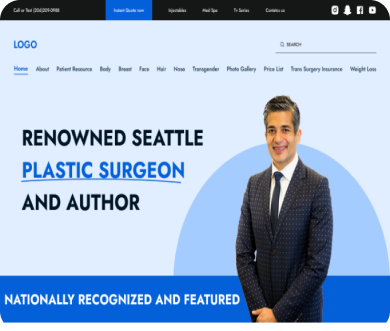 Call or Text (206)209-0988 Instant Quote now Injectables Med Spa Tv Series Contatcs us
LOGO
SEARCH
Home About Patient Resource Body Breast Face Hair Nose Transgender Photo Gallery Price List Trans Surgery Insurance Weight Loss
RENOWNED SEATTLE
PLASTIC SURGEON
AND AUTHOR
NATIONALLY RECOGNIZED AND FEATURED